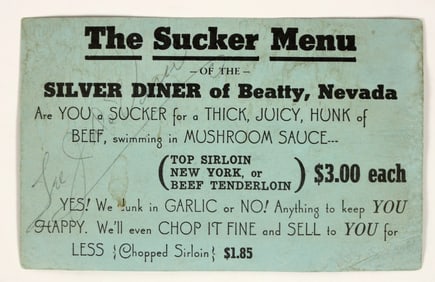 The Sucker Menu
—OF THE—
SILVER DINER of Beatty, Nevada
Are YOU a SUCKER for a THICK, JUICY, HUNK of
BEEF, swimming in MUSHROOM SAUCE---
(TOP SIRLOIN
NEW YORK, or
BEEF TENDERLOIN) $3.00 each
YES! We dunk in GARLIC or NO! Anything to keep YOU
HAPPY. We'll even CHOP IT FINE and SELL to YOU for
LESS {Chopped Sirloin} $1.85